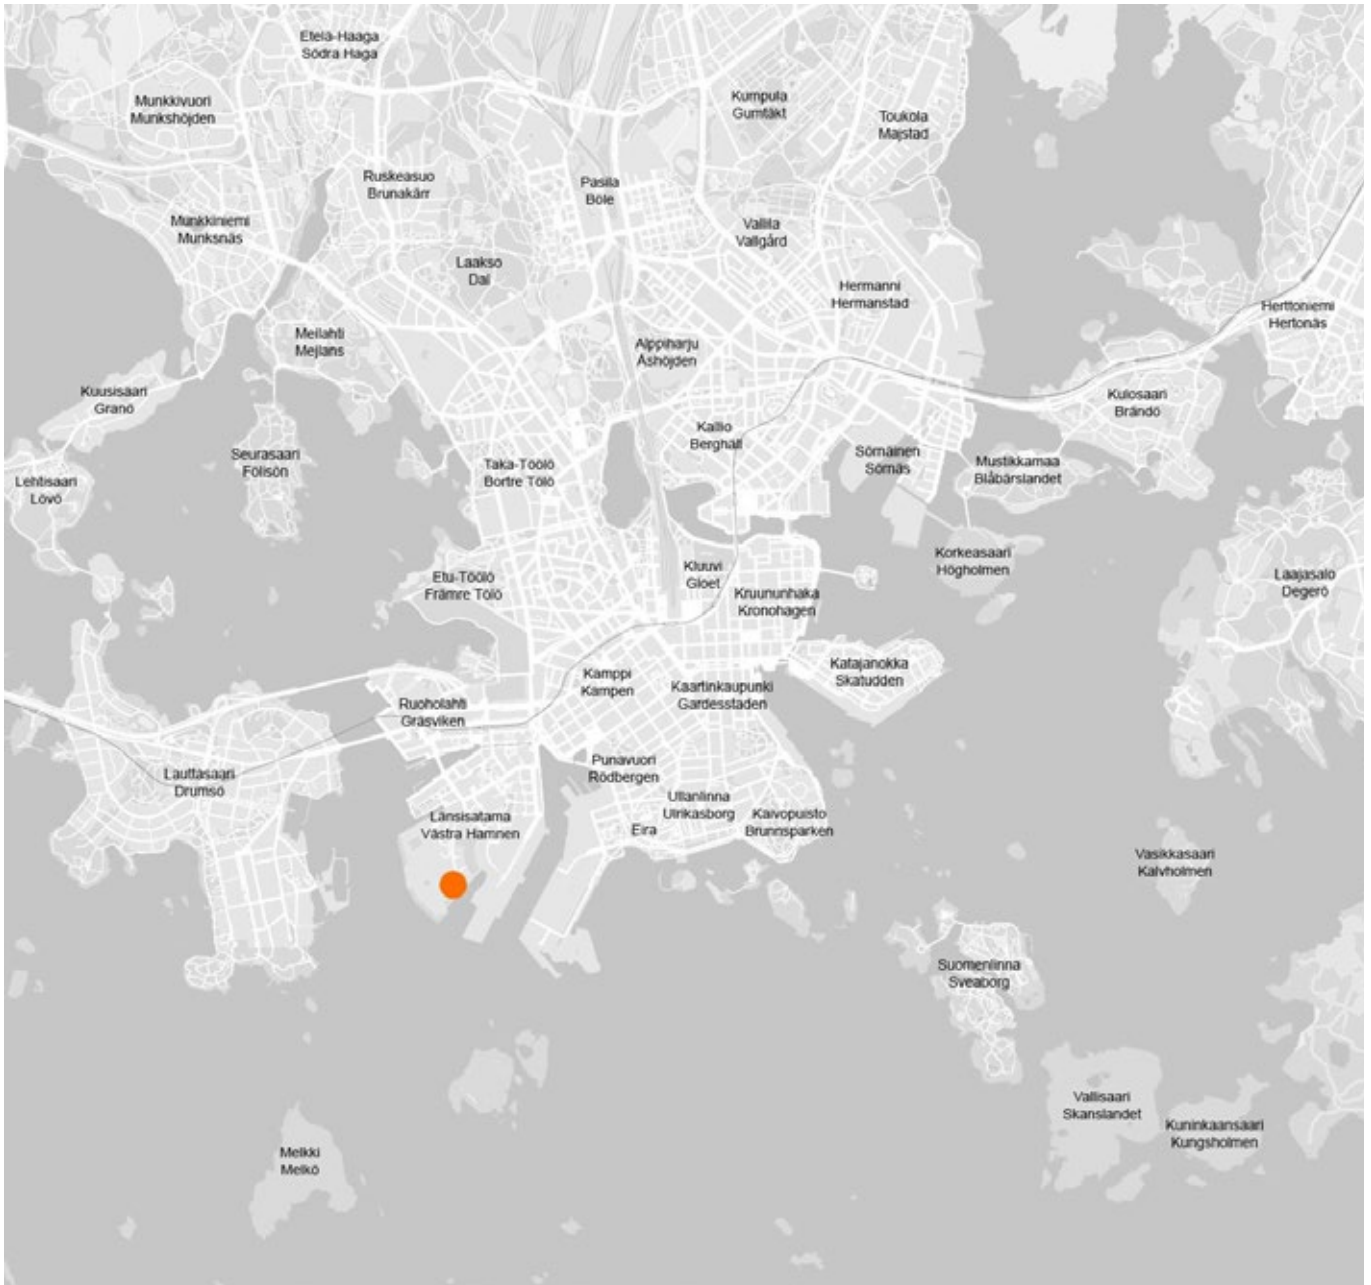 Etelä-Haaga
Södra Haga
Munkkivuori
Munkshöjden
Kumpula
Gumtäkt
Toukola
Majstad
Ruskeasuo
Brunakärr
Pasila
Böle
Munkkiniemi
Munksnäs
Vallila
Vallgård
Laakso
Dal
Hermanni
Hermanstad
Herttoniemi
Hertonäs
Meilahti
Mejlans
Alppiharju
Åshöjden
Kuusisaari
Granö
Kulosaari
Brändö
Kallio
Berghäll
Seurasaari
Fölisön
Taka-Töölö
Bortre Tölö
Sörnäinen
Sörnäs
Mustikkamaa
Blåbärslandet
Lehtisaari
Lövö
Korkeasaari
Högholmen
Kluuvi
Gloet
Etu-Töölö
Främre Tölö
Laajasalo
Degerö
Kruununhaka
Kronohagen
Katajanokka
Skatudden
Kamppi
Kampen
Kaartinkaupunki
Gardesstaden
Ruoholahti
Gräsviken
Lauttasaari
Drumsö
Punavuori
Rödbergen
Ullanlinna
Ulrikasborg
Länsisatama
Västra Hamnen
Eira
Kaivopuisto
Brunnsparken
Vasikkasaari
Kalvholmen
Suomenlinna
Sveaborg
Vallisaari
Skanslandet
Kuninkaansaari
Kungsholmen
Melkki
Melkö